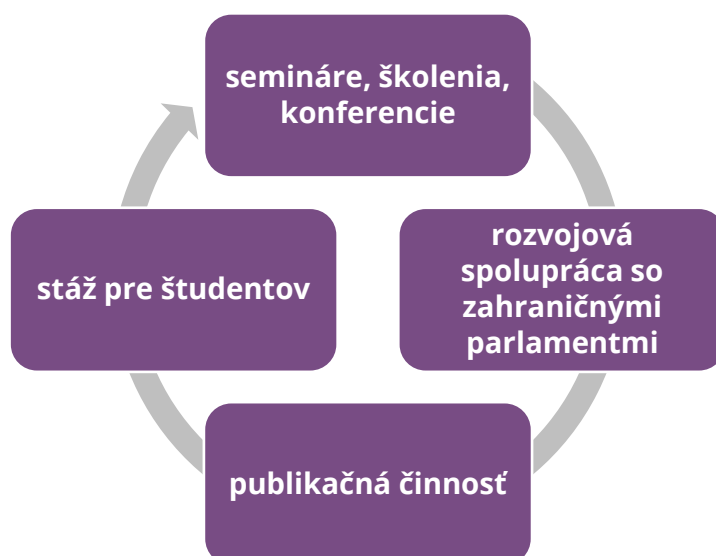 semináre, školenia,
konferencie
rozvojová
spolupráca so
zahraničnými
parlamentmi
publikačná činnosť
stáž pre študentov